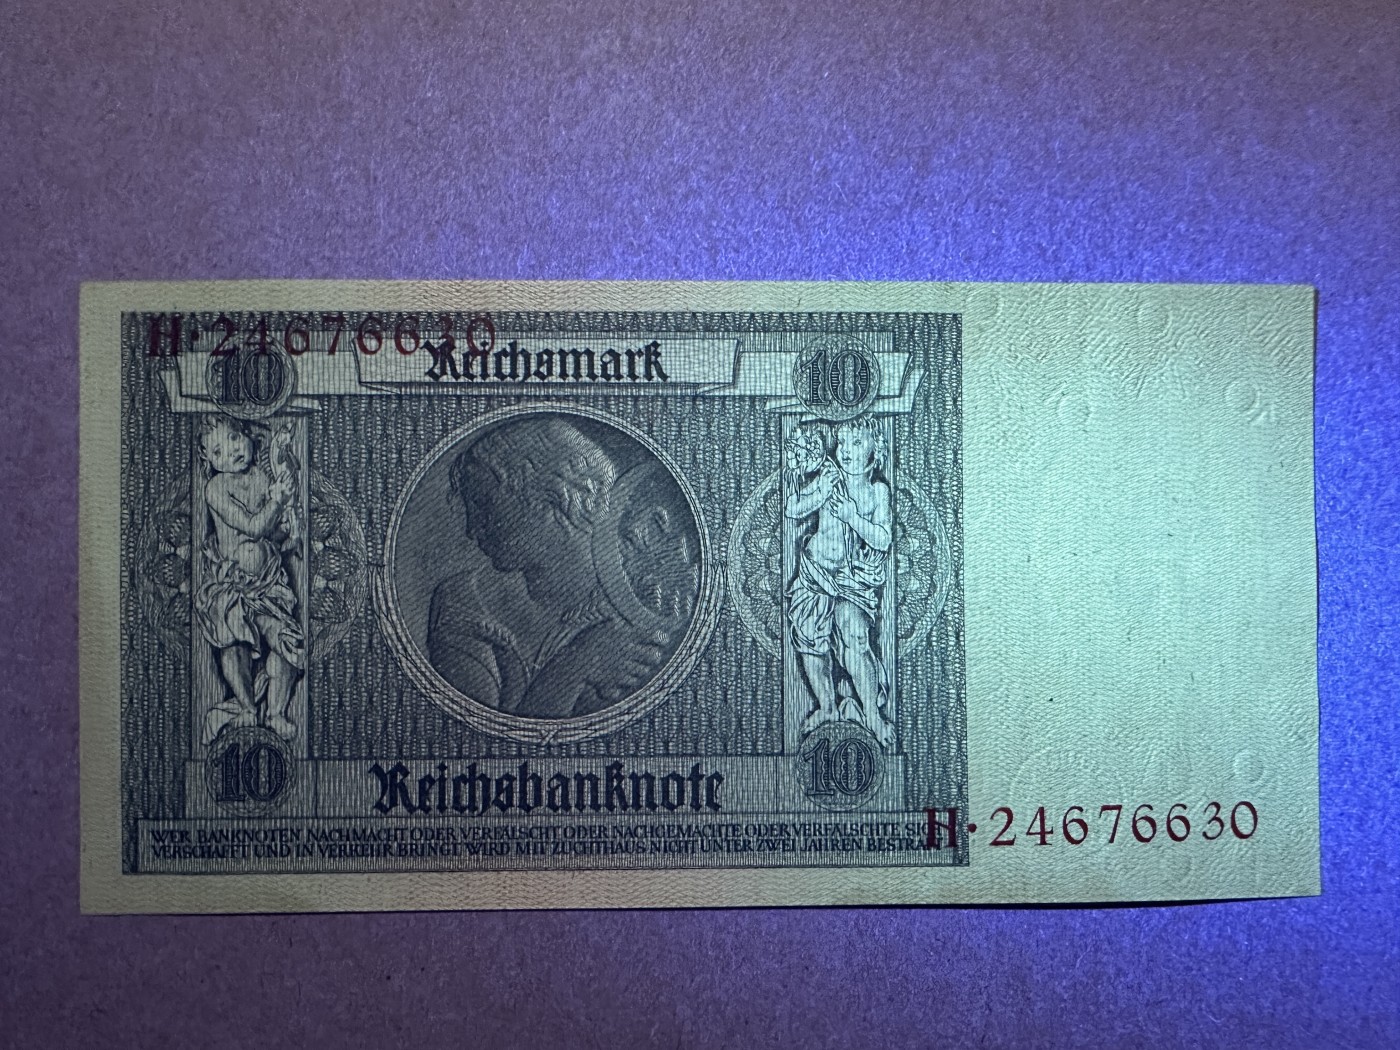 H·24676630
10 Reichsmark 10
10 Reichsbanknote 10
WER BANKNOTEN NACHMACHT ODER VERFÄLSCHT ODER NACHGEMACHTE ODER VERFÄLSCHTE SICH
VERSCHAFFT UND IN VERKEHR BRINGT WIRD MIT ZUCHTHAUS NICHT UNTER ZWEI JAHREN BESTRAFT
H·24676630